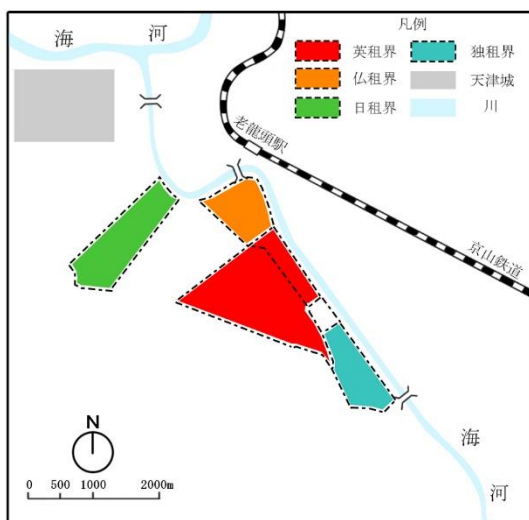 海 河
凡例
英租界
独租界
仏租界
天津城
日租界
川
老龍頭駅
京山鉄道
海
河
N
0 500 1000 2000m